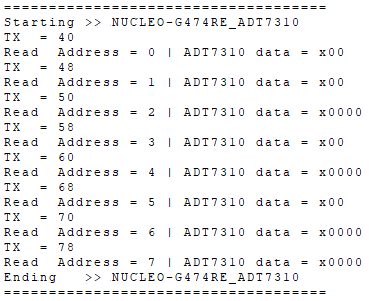 ====================================
Starting >> NUCLEO-G474RE_ADT7310
TX  = 40
Read  Address = 0 | ADT7310 data = x00
TX  = 48
Read  Address = 1 | ADT7310 data = x00
TX  = 50
Read  Address = 2 | ADT7310 data = x0000
TX  = 58
Read  Address = 3 | ADT7310 data = x00
TX  = 60
Read  Address = 4 | ADT7310 data = x0000
TX  = 68
Read  Address = 5 | ADT7310 data = x00
TX  = 70
Read  Address = 6 | ADT7310 data = x0000
TX  = 78
Read  Address = 7 | ADT7310 data = x0000
Ending   >> NUCLEO-G474RE_ADT7310
====================================